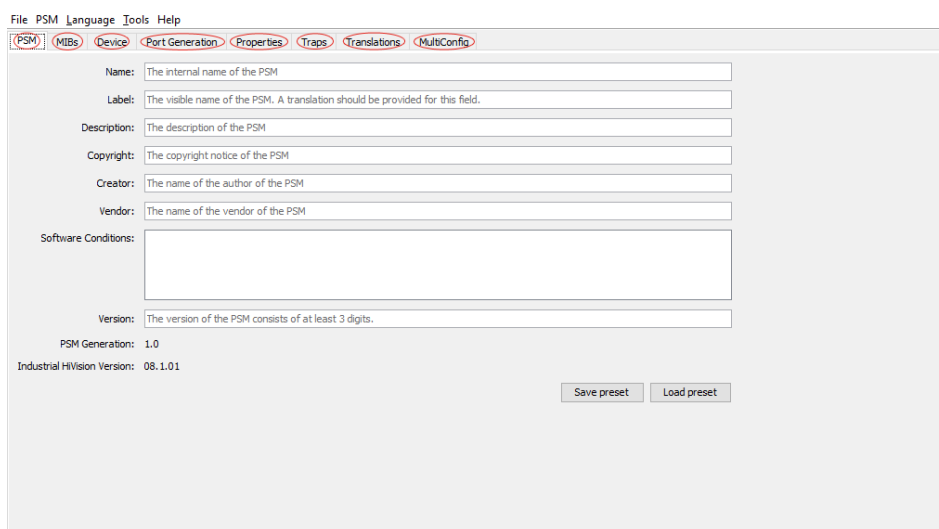 File PSM Language Tools Help
PSM MIBs Device Port Generation Properties Traps Translations MultiConfig
Name: The internal name of the PSM
Label: The visible name of the PSM. A translation should be provided for this field.
Description: The description of the PSM
Copyright: The copyright notice of the PSM
Creator: The name of the author of the PSM
Vendor: The name of the vendor of the PSM
Software Conditions:
Version: The version of the PSM consists of at least 3 digits.
PSM Generation: 1.0
Industrial HiVision Version: 08.1.01
Save preset Load preset